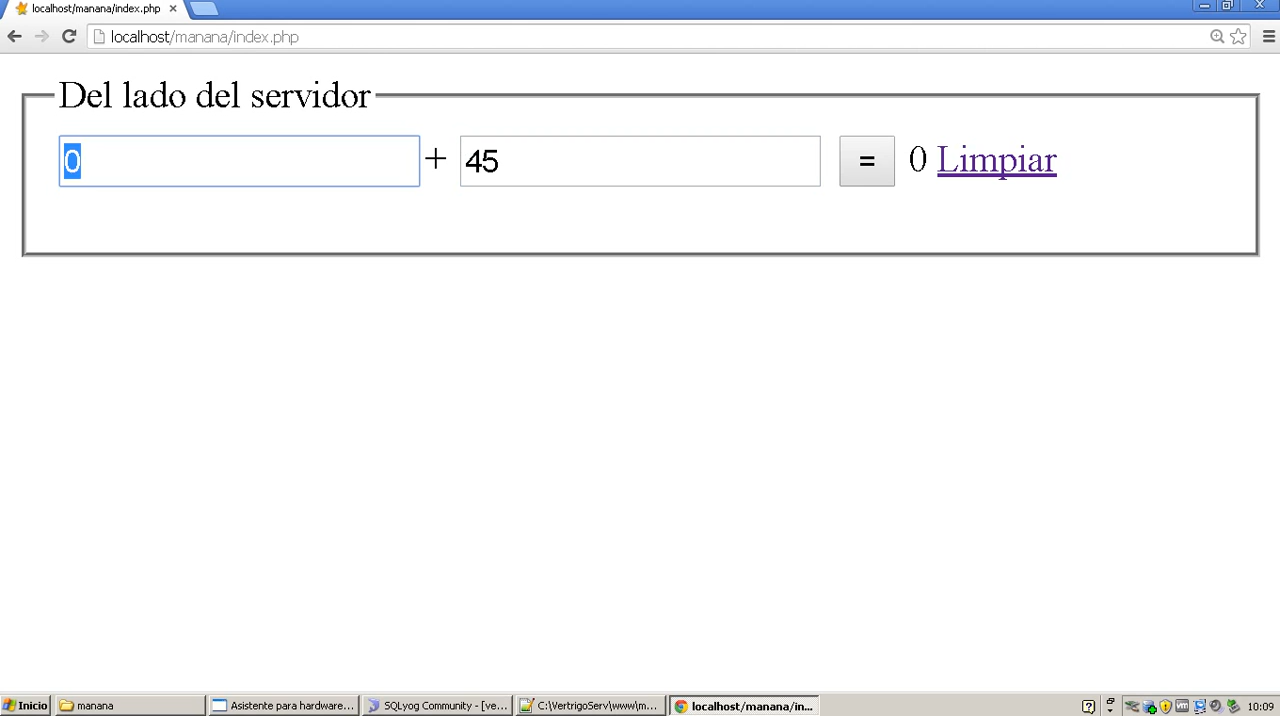 localhost/manana/index.php
localhost/manana/index.php
Del lado del servidor
0 + 45 = 0 Limpiar
Inicio manana Asistente para hardware... SQLyog Community - [ve... C:\VertrigoServ\www\m... localhost/manana/in... 10:09